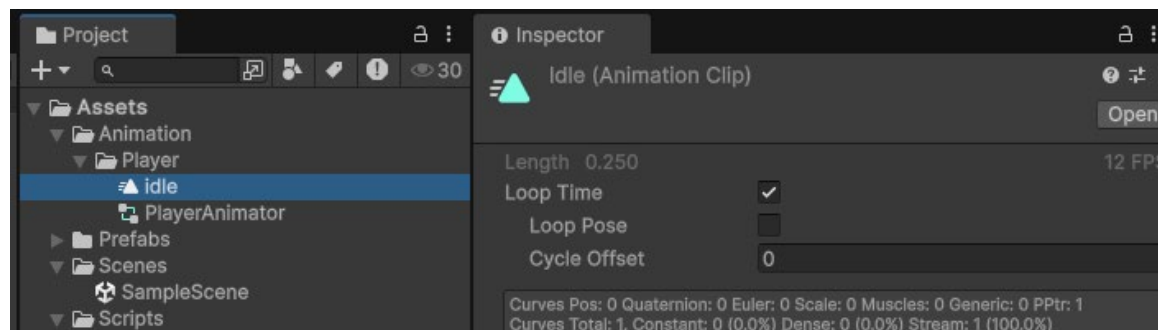 Project
30
Assets
Animation
Player
idle
PlayerAnimator
Prefabs
Scenes
SampleScene
Scripts
Inspector
Idle (Animation Clip)
Open
Length 0.250 12 FPS
Loop Time
Loop Pose
Cycle Offset 0
Curves Pos: 0 Quaternion: 0 Euler: 0 Scale: 0 Muscles: 0 Generic: 0 PPtr: 1
Curves Total: 1, Constant: 0 (0.0%) Dense: 0 (0.0%) Stream: 1 (100.0%)